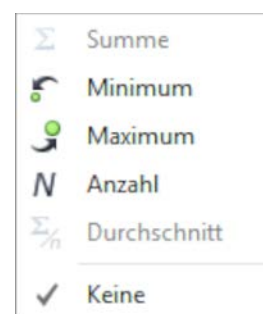 Σ Summe
Minimum
Maximum
N Anzahl
Σ/n Durchschnitt
Keine